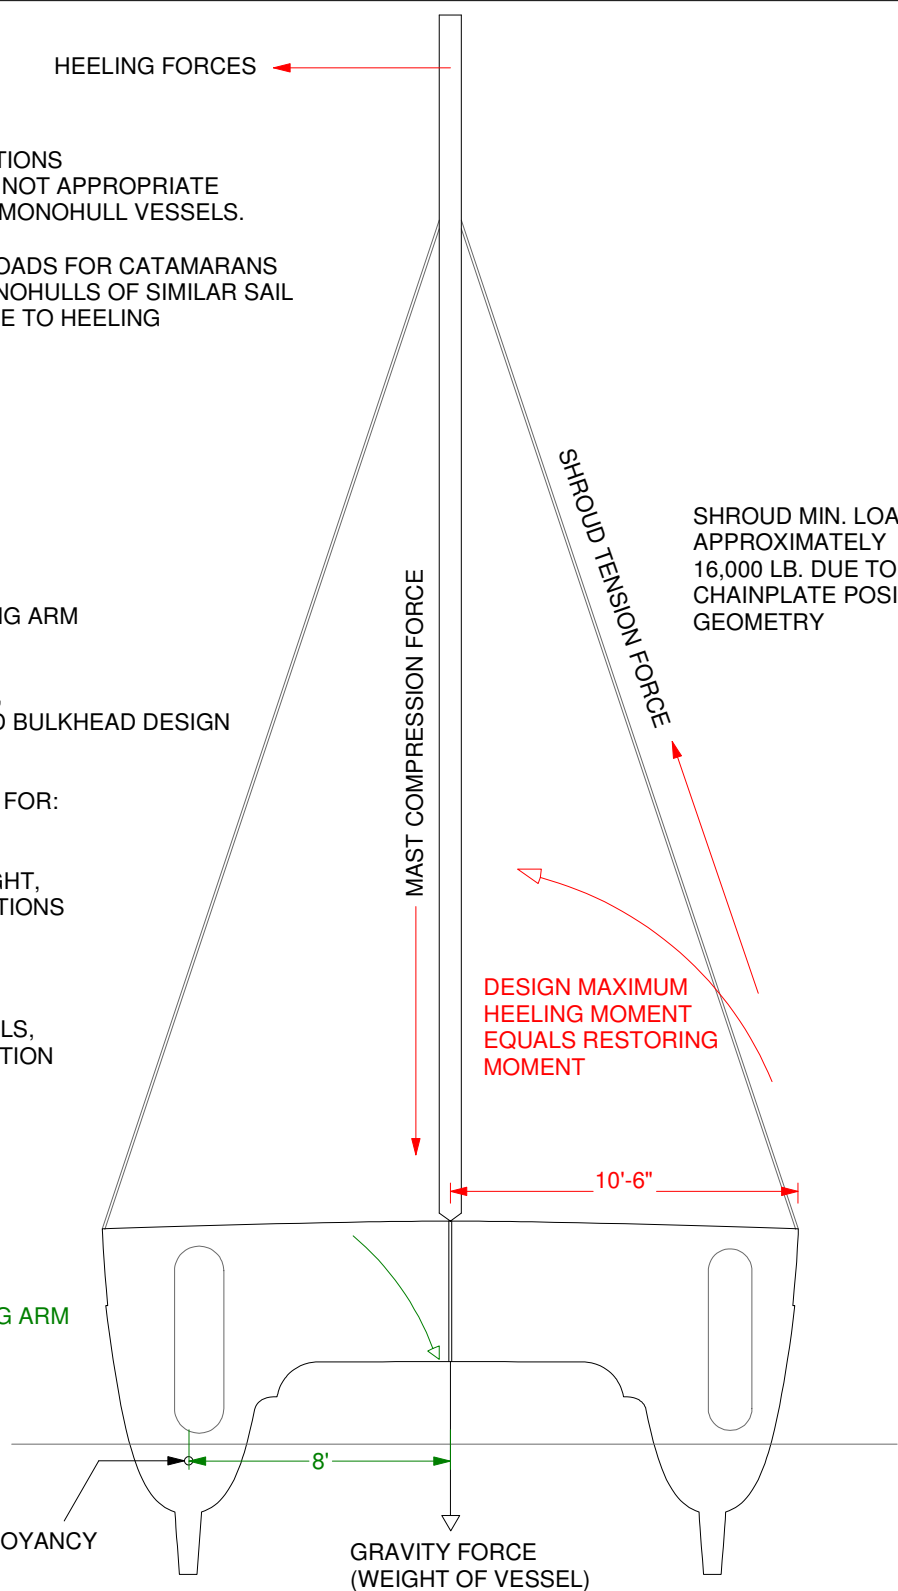 HEELING FORCES
TIONS
NOT APPROPRIATE
MONOHULL VESSELS.
OADS FOR CATAMARANS
NOHULLS OF SIMILAR SAIL
E TO HEELING
SHROUD TENSION FORCE
SHROUD MIN. LOA
APPROXIMATELY
16,000 LB. DUE TO
CHAINPLATE POSI
GEOMETRY
MAST COMPRESSION FORCE
G ARM
BULKHEAD DESIGN
FOR:
GHT,
TIONS
DESIGN MAXIMUM
HEELING MOMENT
EQUALS RESTORING
MOMENT
LS,
TION
10'-6"
G ARM
8'
OYANCY
GRAVITY FORCE
(WEIGHT OF VESSEL)